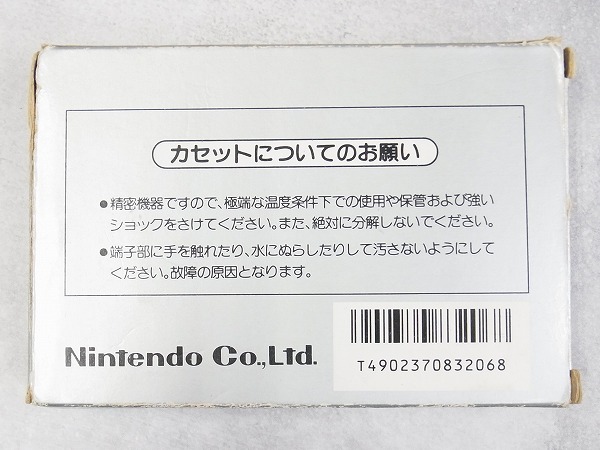 カセットについてのお願い
●精密機器ですので、極端な温度条件下での使用や保管および強い
ショックをさけてください。また、絶対に分解しないでください。
●端子部に手を触れたり、水にぬらしたりして汚さないようにして
ください。故障の原因となります。
Nintendo Co.,Ltd.
T4902370832068